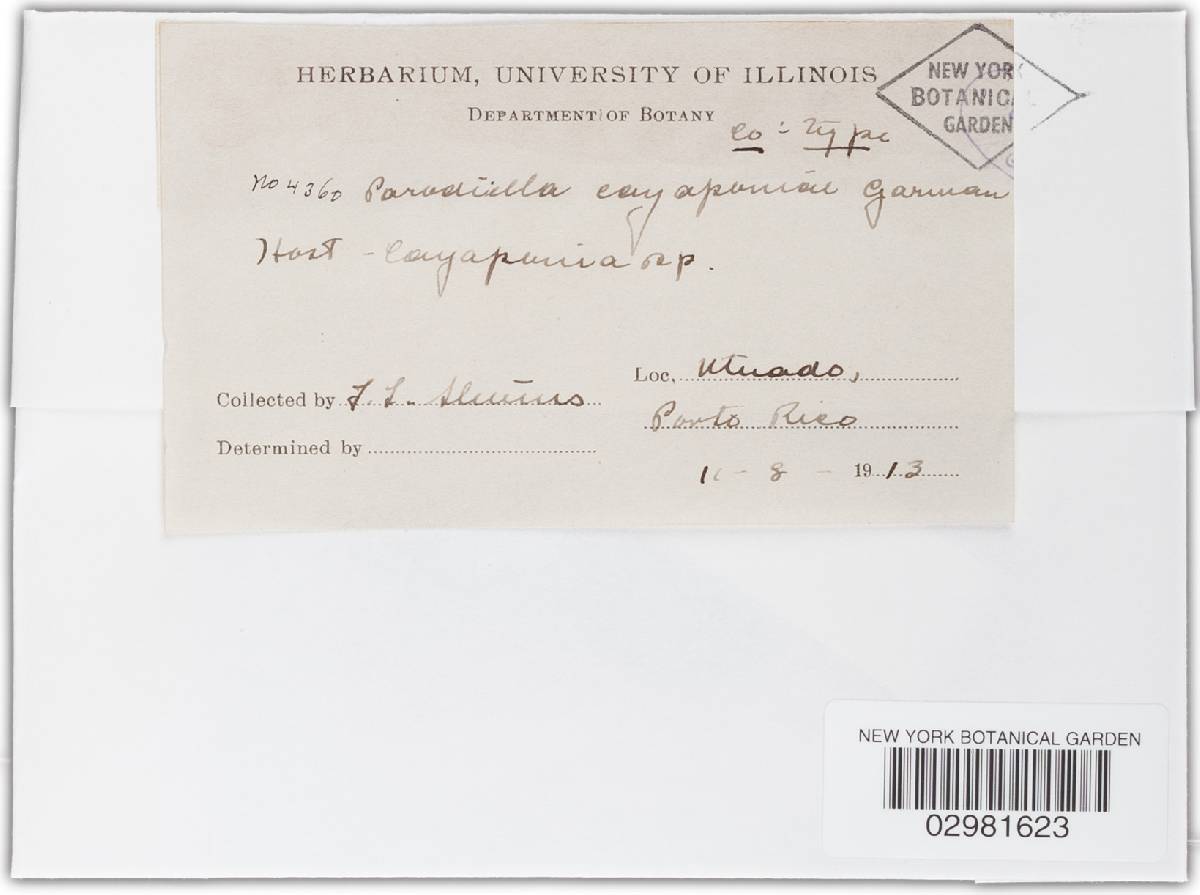 HERBARIUM, UNIVERSITY OF ILLINOIS
DEPARTMENT OF BOTANY
NEW YORK
BOTANICAL
GARDEN
Co-Type
No 4360 Parodiella cayaponiae Garman
Host - Cayaponia sp.
Loc. Utuado,
Collected by F. L. Stevens
Porto Rico
Determined by
11-8-1913
NEW YORK BOTANICAL GARDEN
02981623